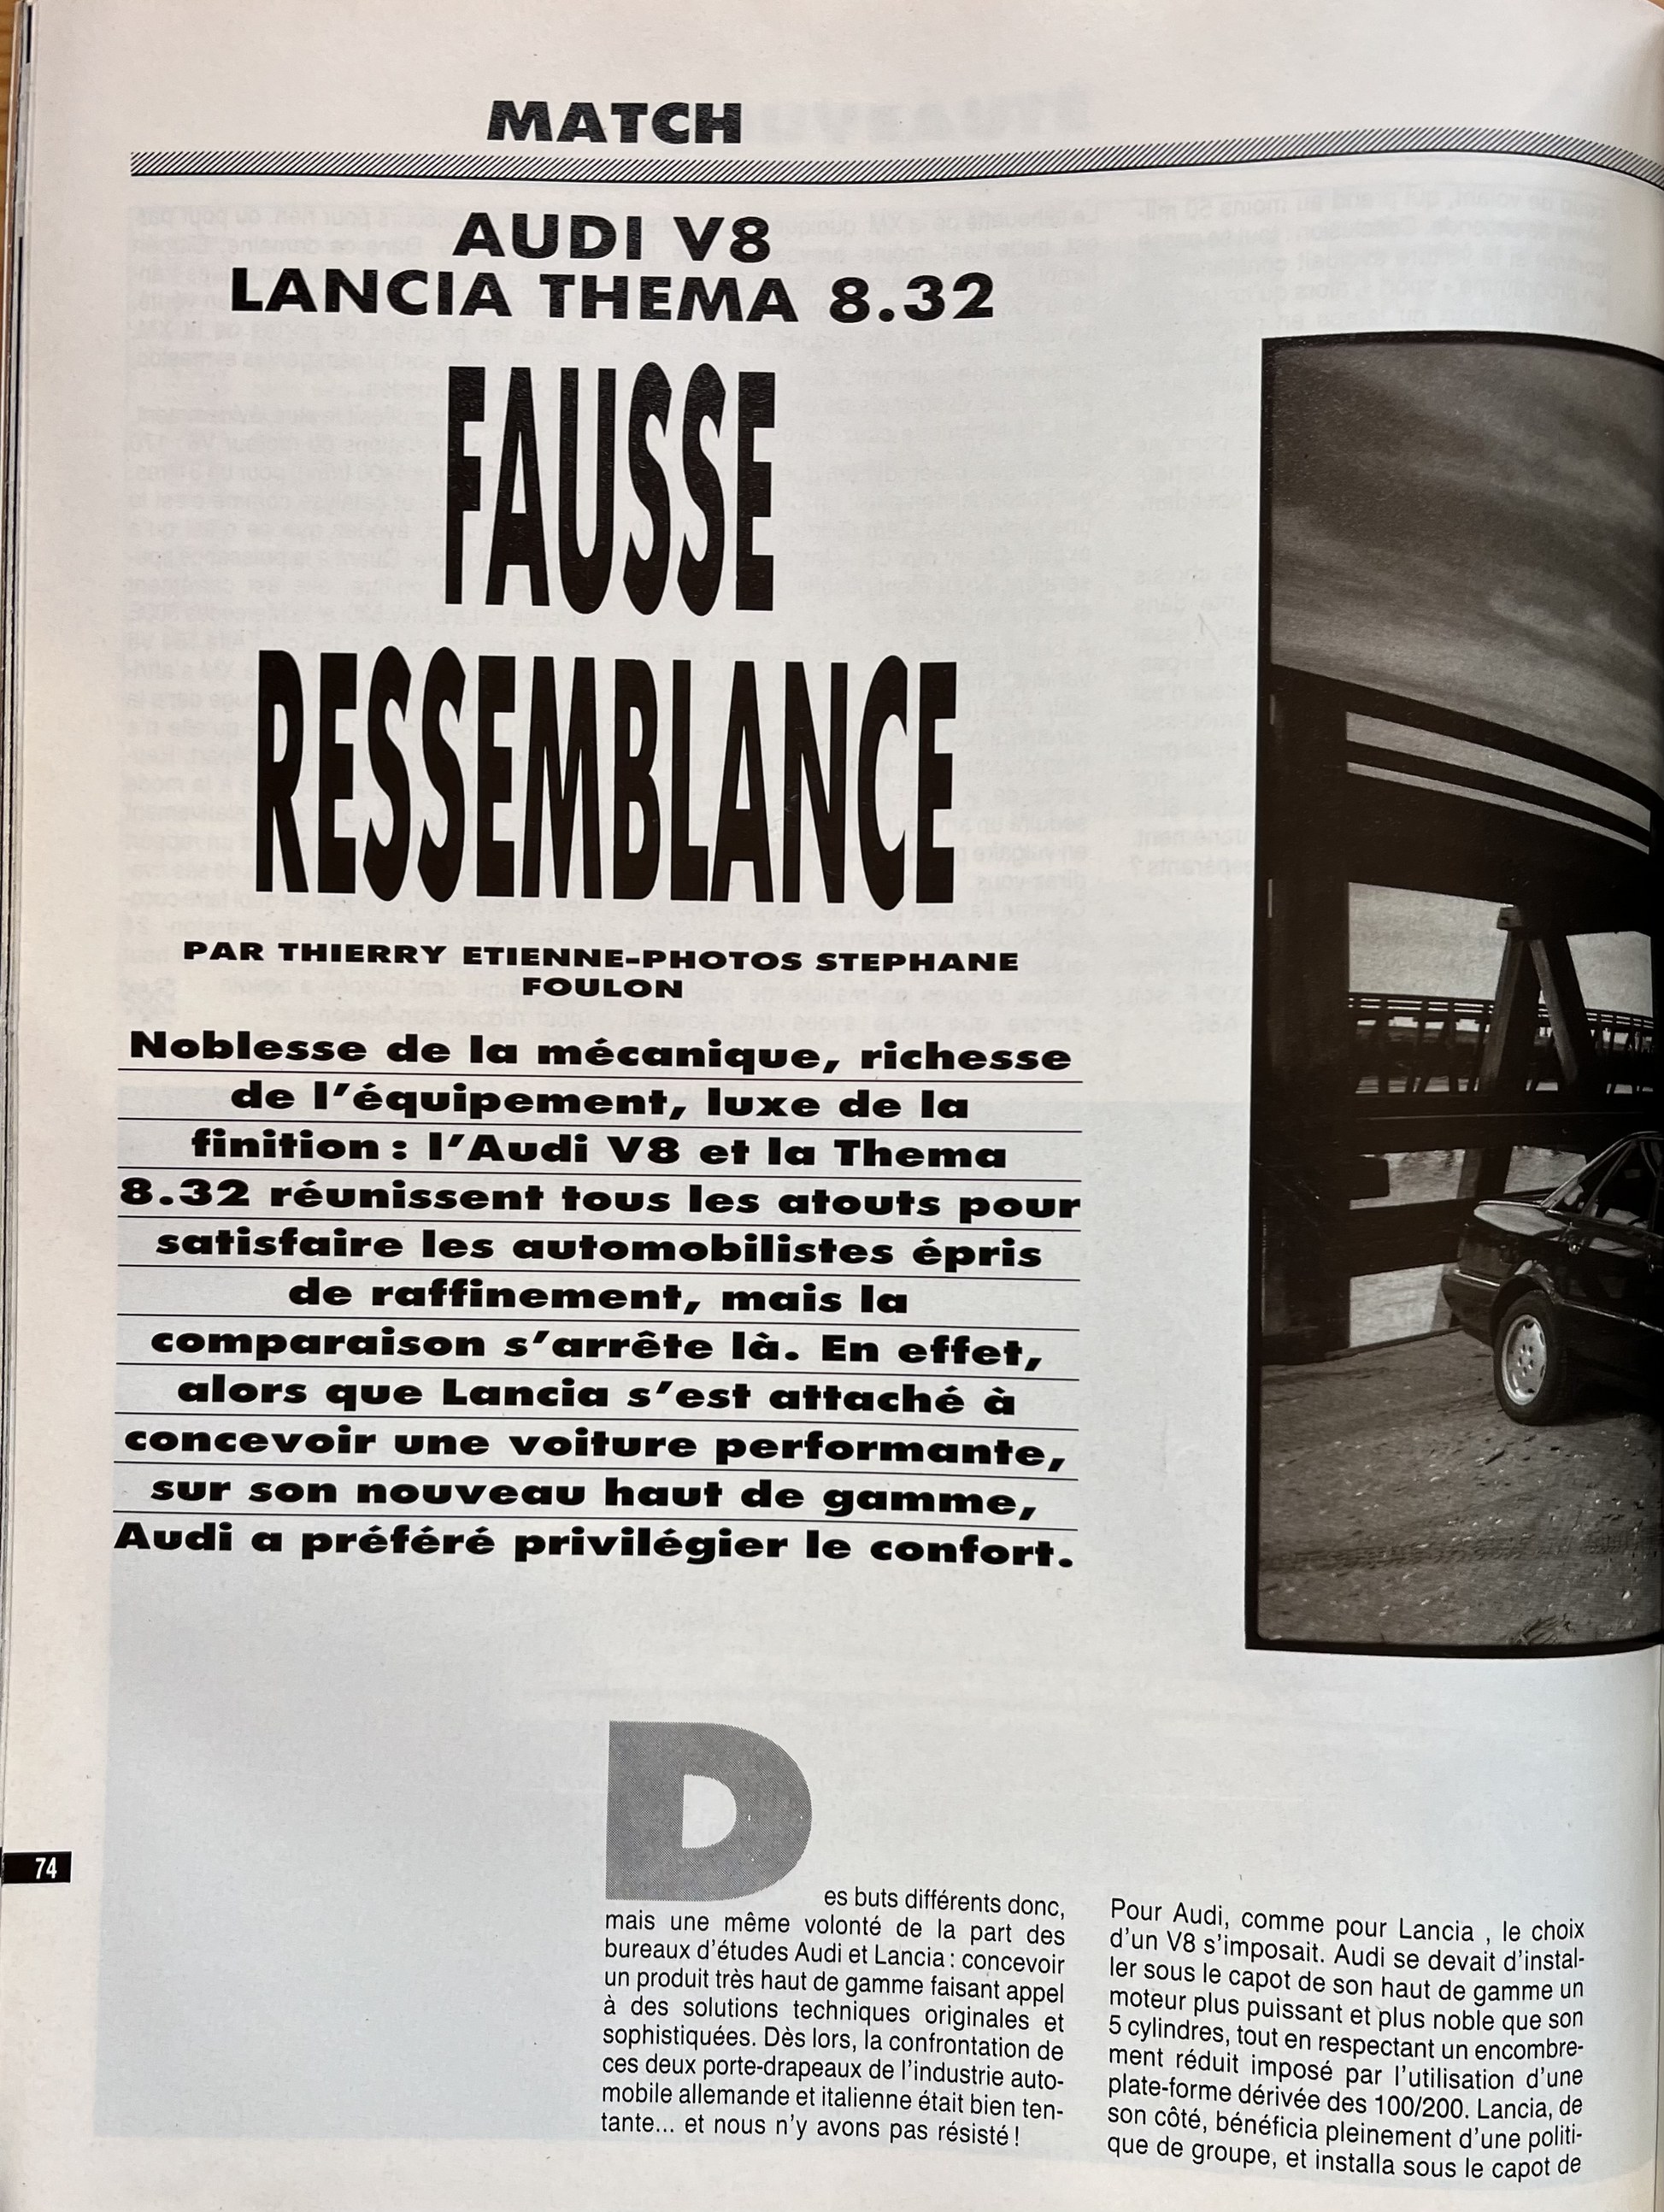 MATCH
AUDI V8
LANCIA THEMA 8.32
FAUSSE
RESSEMBLANCE
PAR THIERRY ETIENNE-PHOTOS STEPHANE
FOULON
Noblesse de la mécanique, richesse
de l'équipement, luxe de la
finition : l'Audi V8 et la Thema
8.32 réunissent tous les atouts pour
satisfaire les automobilistes épris
de raffinement, mais la
comparaison s'arrête là. En effet,
alors que Lancia s'est attaché à
concevoir une voiture performante,
sur son nouveau haut de gamme,
Audi a préféré privilégier le confort.
Des buts différents donc,
mais une même volonté de la part des
bureaux d'études Audi et Lancia : concevoir
un produit très haut de gamme faisant appel
à des solutions techniques originales et
sophistiquées. Dès lors, la confrontation de
ces deux porte-drapeaux de l'industrie auto-
mobile allemande et italienne était bien ten-
tante... et nous n'y avons pas résisté !
Pour Audi, comme pour Lancia , le choix
d'un V8 s'imposait. Audi se devait d'instal-
ler sous le capot de son haut de gamme un
moteur plus puissant et plus noble que son
5 cylindres, tout en respectant un encombre-
ment réduit imposé par l'utilisation d'une
plate-forme dérivée des 100/200. Lancia, de
son côté, bénéficia pleinement d'une politi-
que de groupe, et installa sous le capot de
74